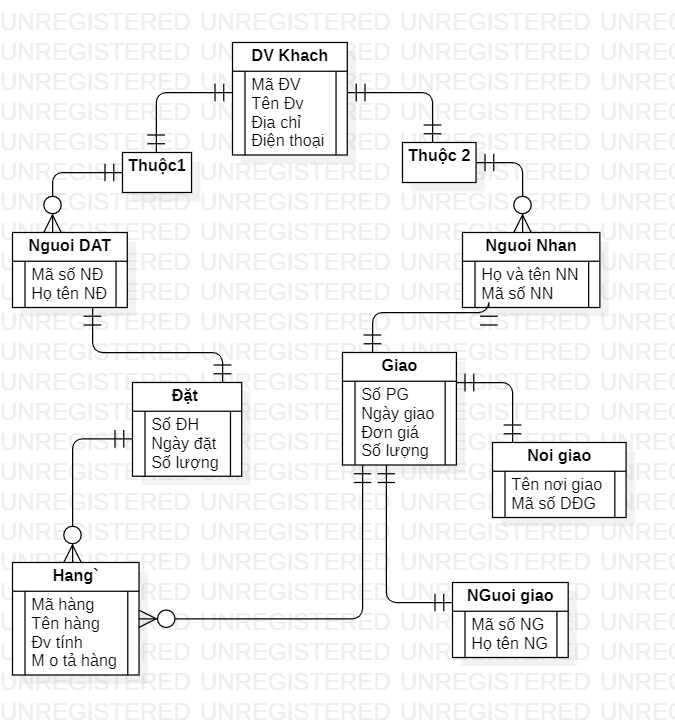 DV Khach
Mã ĐV
Tên Đv
Địa chỉ
Điện thoại
Thuộc1
Thuộc 2
Nguoi DAT
Mã số NĐ
Họ tên NĐ
Nguoi Nhan
Họ và tên NN
Mã số NN
Đặt
Số ĐH
Ngày đặt
Số lượng
Giao
Số PG
Ngày giao
Đơn giá
Số lượng
Noi giao
Tên nơi giao
Mã số DĐG
Hang`
Mã hàng
Tên hàng
Đv tính
M o tả hàng
NGuoi giao
Mã số NG
Họ tên NG
UNREGISTERED UNREGISTERED UNREGISTERED UNREGISTERED